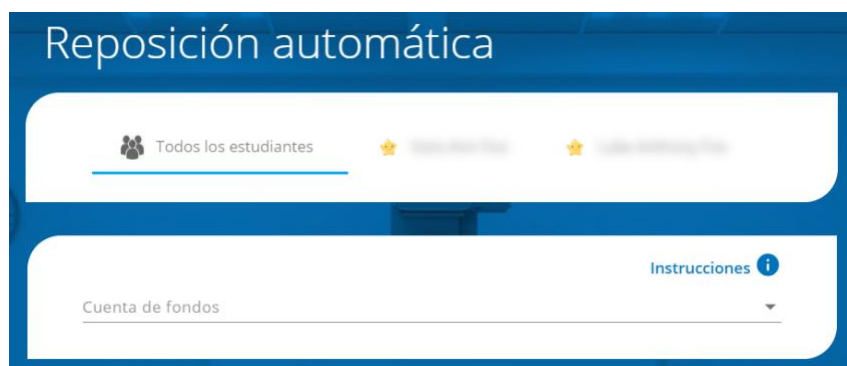 Reposición automática
Todos los estudiantes
Instrucciones
Cuenta de fondos